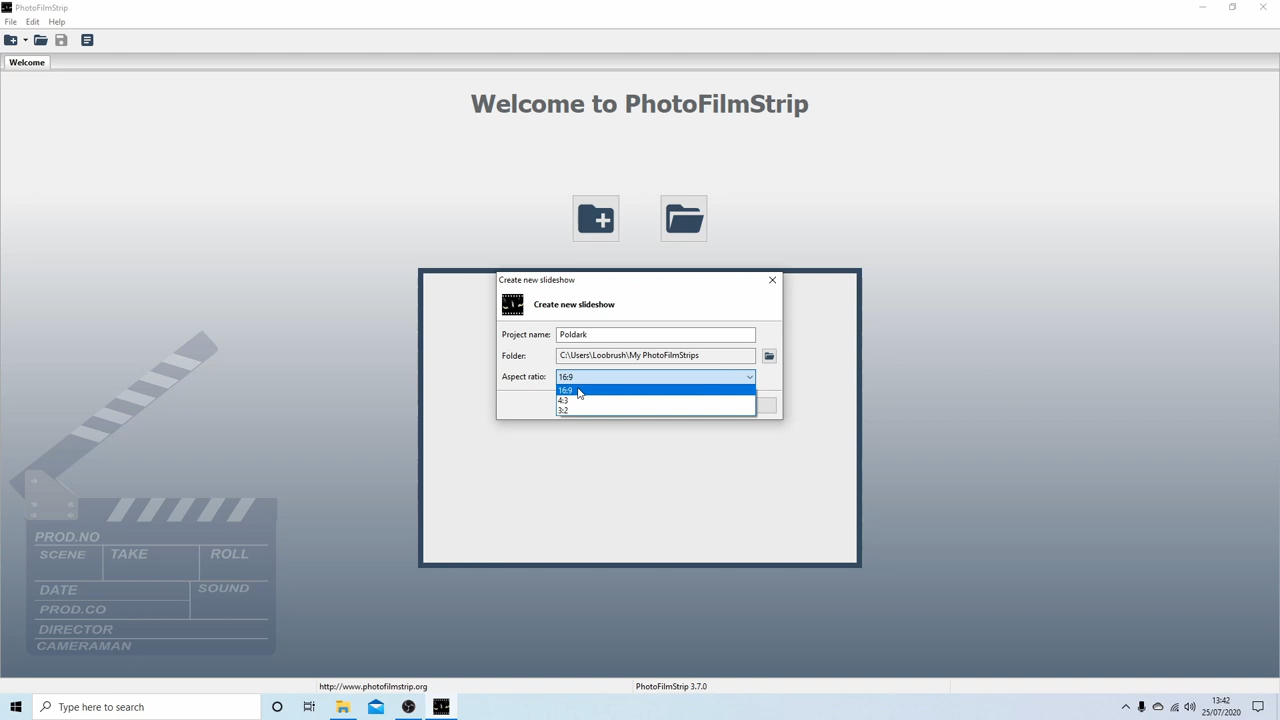 PhotoFilmStrip
File Edit Help
Welcome
Welcome to PhotoFilmStrip
Create new slideshow
Create new slideshow
Project name: Poldark
Folder: C:\Users\Loobrush\My PhotoFilmStrips
Aspect ratio: 16:9
16:9
4:3
3:2
PROD.NO
SCENE TAKE ROLL
DATE SOUND
PROD.CO
DIRECTOR
CAMERAMAN
http://www.photofilmstrip.org PhotoFilmStrip 3.7.0
Type here to search
13:42
25/07/2020